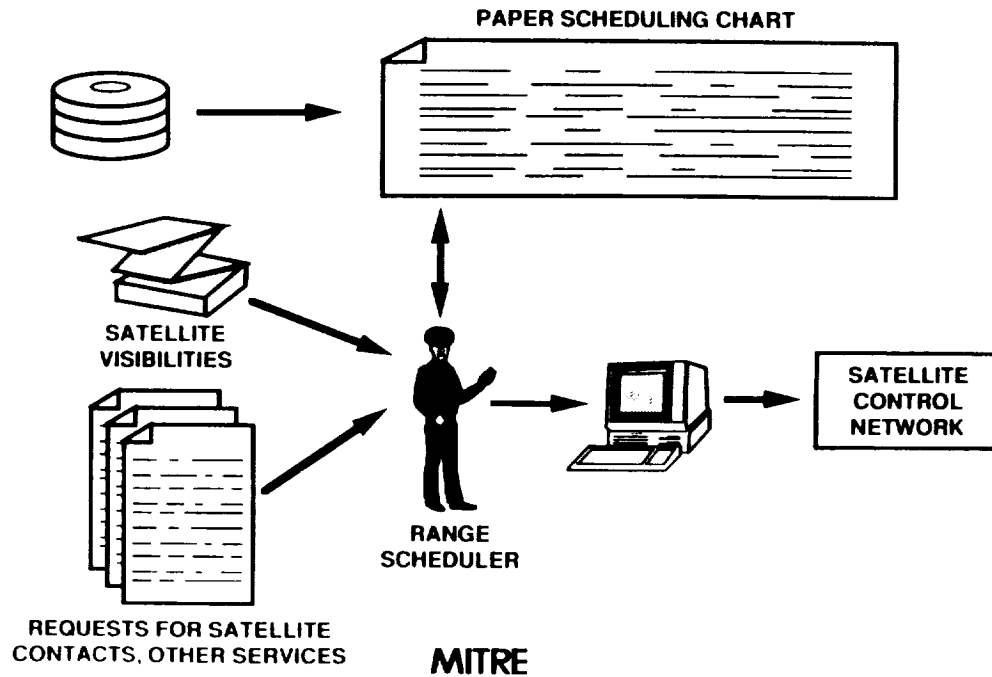 PAPER SCHEDULING CHART
SATELLITE
VISIBILITIES
SATELLITE
CONTROL
NETWORK
RANGE
SCHEDULER
REQUESTS FOR SATELLITE
CONTACTS, OTHER SERVICES
MITRE